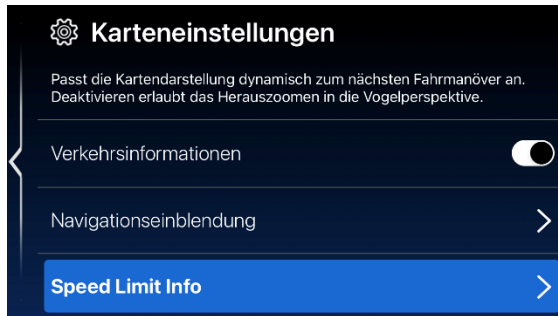 Karteneinstellungen
Passt die Kartendarstellung dynamisch zum nächsten Fahrmanöver an.
Deaktivieren erlaubt das Herauszoomen in die Vogelperspektive.
Verkehrsinformationen
Navigationseinblendung
Speed Limit Info